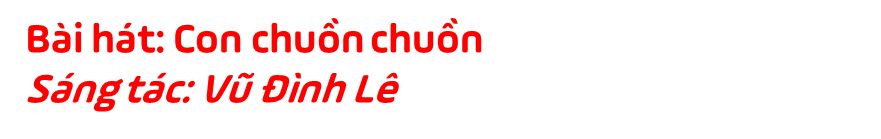 Bài hát: Con chuồn chuồn
Sáng tác: Vũ Đình Lê